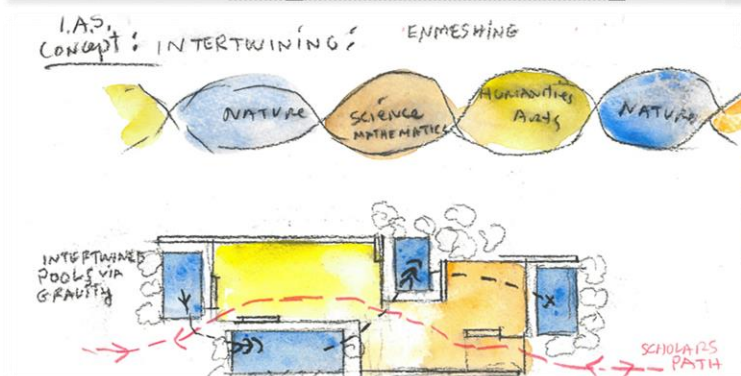 I.A.S.
Concept: INTERTWINING: ENMESHING
NATURE
SCIENCE
MATHEMATICS
HUMANITIES
ARTS
NATURE
INTERTWINED
POOLS VIA
GRAVITY
SCHOLARS
PATH